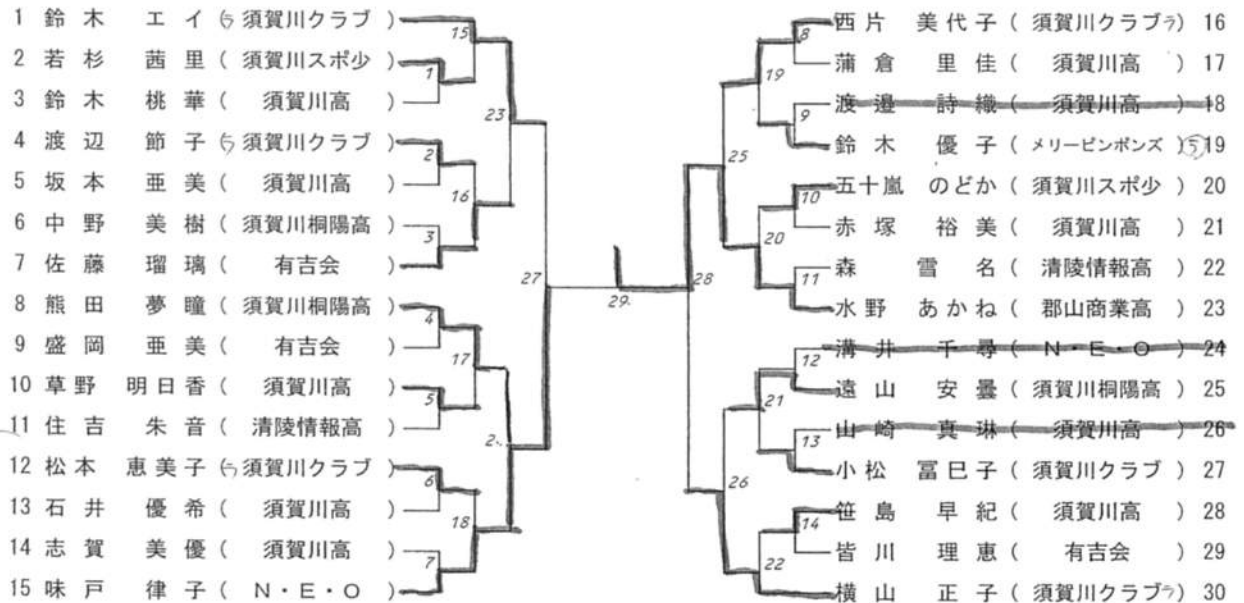 1 鈴木 エイ (ラ 須賀川クラブ )
2 若杉 茜里 ( 須賀川スポ少 )
3 鈴木 桃華 ( 須賀川高 )
4 渡辺 節子 (ラ 須賀川クラブ )
5 坂本 亜美 ( 須賀川高 )
6 中野 美樹 ( 須賀川桐陽高 )
7 佐藤 瑠璃 ( 有吉会 )
8 熊田 夢瞳 ( 須賀川桐陽高 )
9 盛岡 亜美 ( 有吉会 )
10 草野 明日香 ( 須賀川高 )
11 住吉 朱音 ( 清陵情報高 )
12 松本 恵美子 (ラ 須賀川クラブ )
13 石井 優希 ( 須賀川高 )
14 志賀 美優 ( 須賀川高 )
15 味戸 律子 ( N・E・O )
15
1
2
3
4
5
6
7
23
16
17
18
27
2
29
28
25
26
19
20
21
22
8
9
10
11
12
13
14
西片 美代子 ( 須賀川クラブラ) 16
蒲倉 里佳 ( 須賀川高 ) 17
渡邉 詩織 ( 須賀川高 ) 18
鈴木 優子 ( メリーピンポンズ )ラ 19
五十嵐 のどか ( 須賀川スポ少 ) 20
赤塚 裕美 ( 須賀川高 ) 21
森 雪名 ( 清陵情報高 ) 22
水野 あかね ( 郡山商業高 ) 23
溝井 千尋 ( N・E・O ) 24
遠山 安曇 ( 須賀川桐陽高 ) 25
山崎 真琳 ( 須賀川高 ) 26
小松 冨巳子 ( 須賀川クラブ ) 27
笹島 早紀 ( 須賀川高 ) 28
皆川 理恵 ( 有吉会 ) 29
横山 正子 ( 須賀川クラブラ) 30